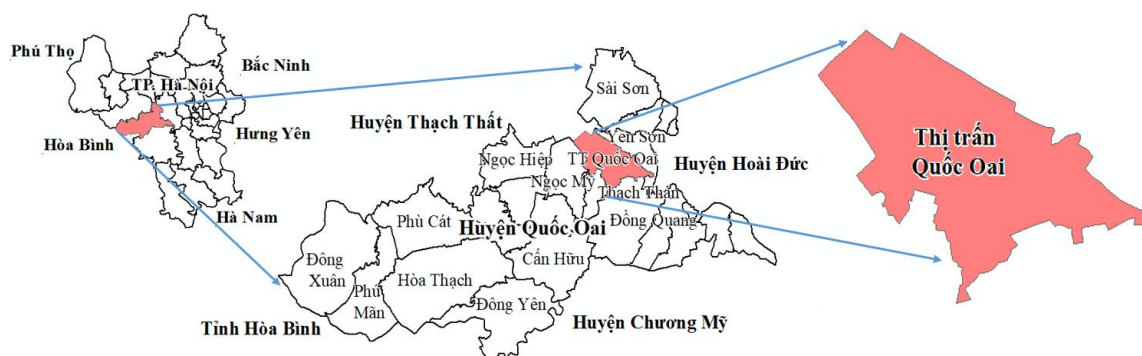 Phú Thọ
Bắc Ninh
TP. Hà Nội
Hưng Yên
Hòa Bình
Hà Nam
Sài Sơn
Huyện Thạch Thất
Yên Sơn
Ngọc Hiệp
TT Quốc Oai
Huyện Hoài Đức
Ngọc Mỹ
Thạch Thán
Phù Cát
Hùyện Quốc Oai
Đồng Quang
Đông
Xuân
Cấn Hữu
Hòa Thạch
Phú
Mãn
Đông Yên
Tỉnh Hòa Bình
Huyện Chương Mỹ
Thị trấn
Quốc Oai